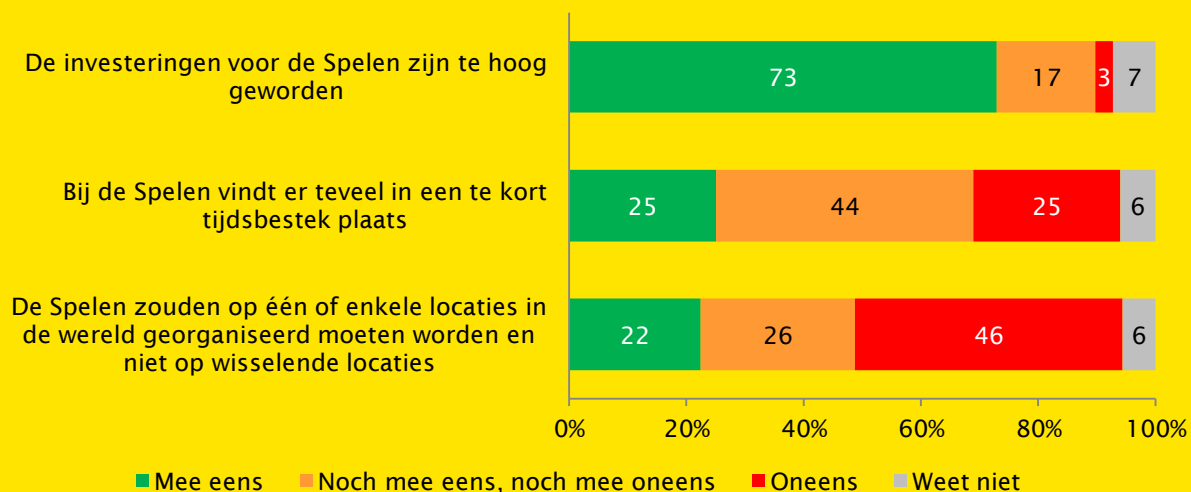 De investeringen voor de Spelen zijn te hoog
geworden
73 17 3 7
Bij de Spelen vindt er teveel in een te kort
tijdsbestek plaats
25 44 25 6
De Spelen zouden op één of enkele locaties in
de wereld georganiseerd moeten worden en
niet op wisselende locaties
22 26 46 6
0% 20% 40% 60% 80% 100%
Mee eens Noch mee eens, noch mee oneens Oneens Weet niet